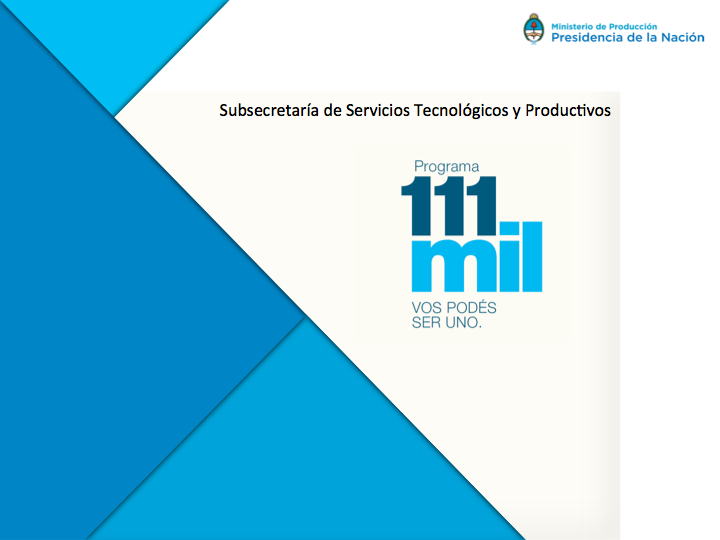 Ministerio de Producción
Presidencia de la Nación
Subsecretaría de Servicios Tecnológicos y Productivos
Programa
111
mil
VOS PODÉS
SER UNO.